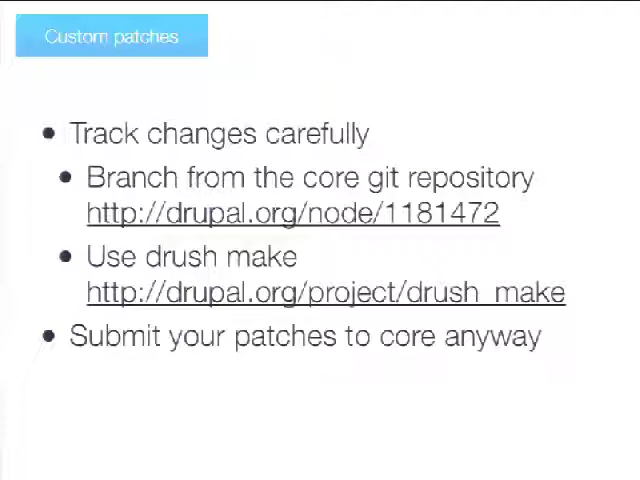 Custom patches
• Track changes carefully
• Branch from the core git repository
http://drupal.org/node/1181472
• Use drush make
http://drupal.org/project/drush_make
• Submit your patches to core anyway